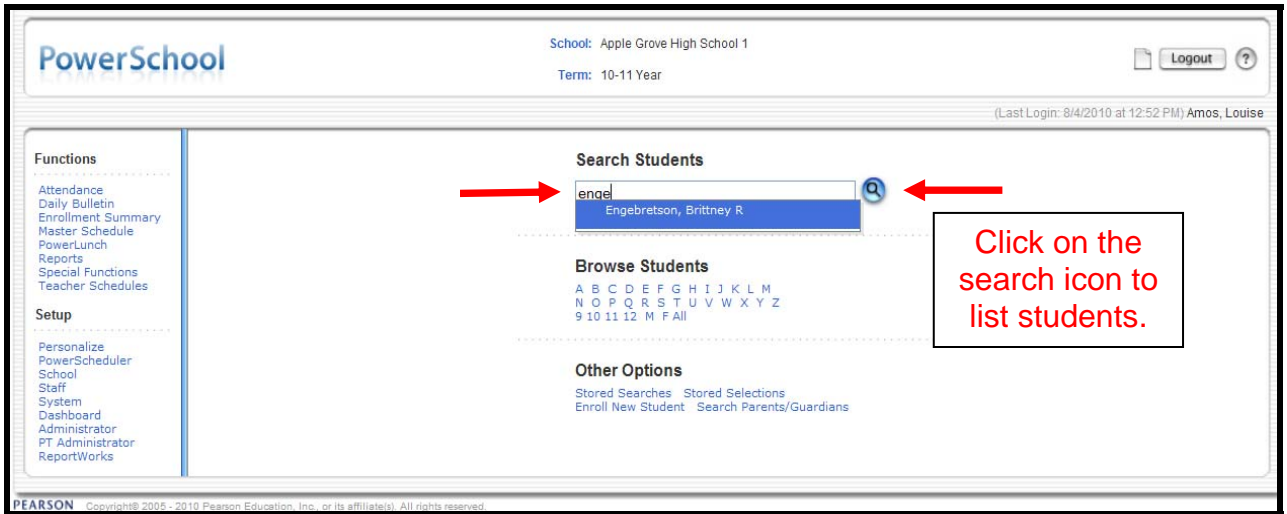 PowerSchool
School: Apple Grove High School 1
Term: 10-11 Year
Logout ?
(Last Login: 8/4/2010 at 12:52 PM) Amos, Louise
Functions
Attendance
Daily Bulletin
Enrollment Summary
Master Schedule
PowerLunch
Reports
Special Functions
Teacher Schedules
Setup
Personalize
PowerScheduler
School
Staff
System
Dashboard
Administrator
PT Administrator
ReportWorks
Search Students
enge
Engebretson, Brittney R
Browse Students
A B C D E F G H I J K L M
N O P Q R S T U V W X Y Z
9 10 11 12 M F All
Other Options
Stored Searches Stored Selections
Enroll New Student Search Parents/Guardians
Click on the
search icon to
list students.
PEARSON Copyright© 2005 - 2010 Pearson Education, Inc., or its affiliate(s). All rights reserved.